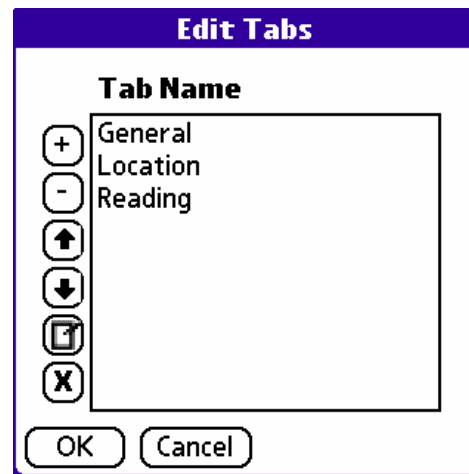 Edit Tabs
Tab Name
+
General
Location
-
Reading
X
OK
Cancel